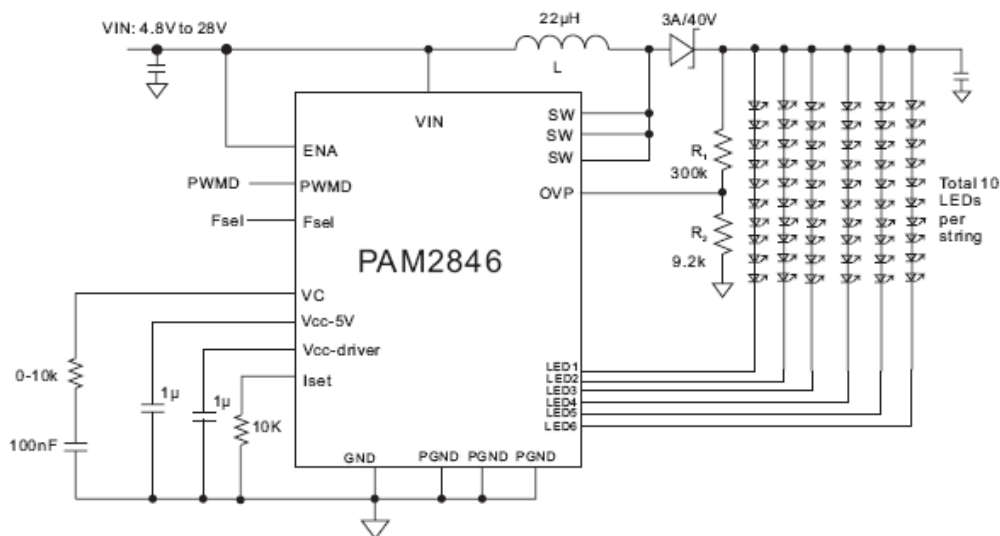 VIN: 4.8V to 28V
22µH
3A/40V
L
VIN
SW
SW
SW
ENA
PWMD
PWMD
Fsel
Fsel
OVP
R₁
300k
R₂
9.2k
Total 10
LEDs
per
string
PAM2846
VC
Vcc-5V
Vcc-driver
Iset
0-10k
1µ
1µ
10K
100nF
LED1
LED2
LED3
LED4
LED5
LED6
GND
PGND
PGND
PGND